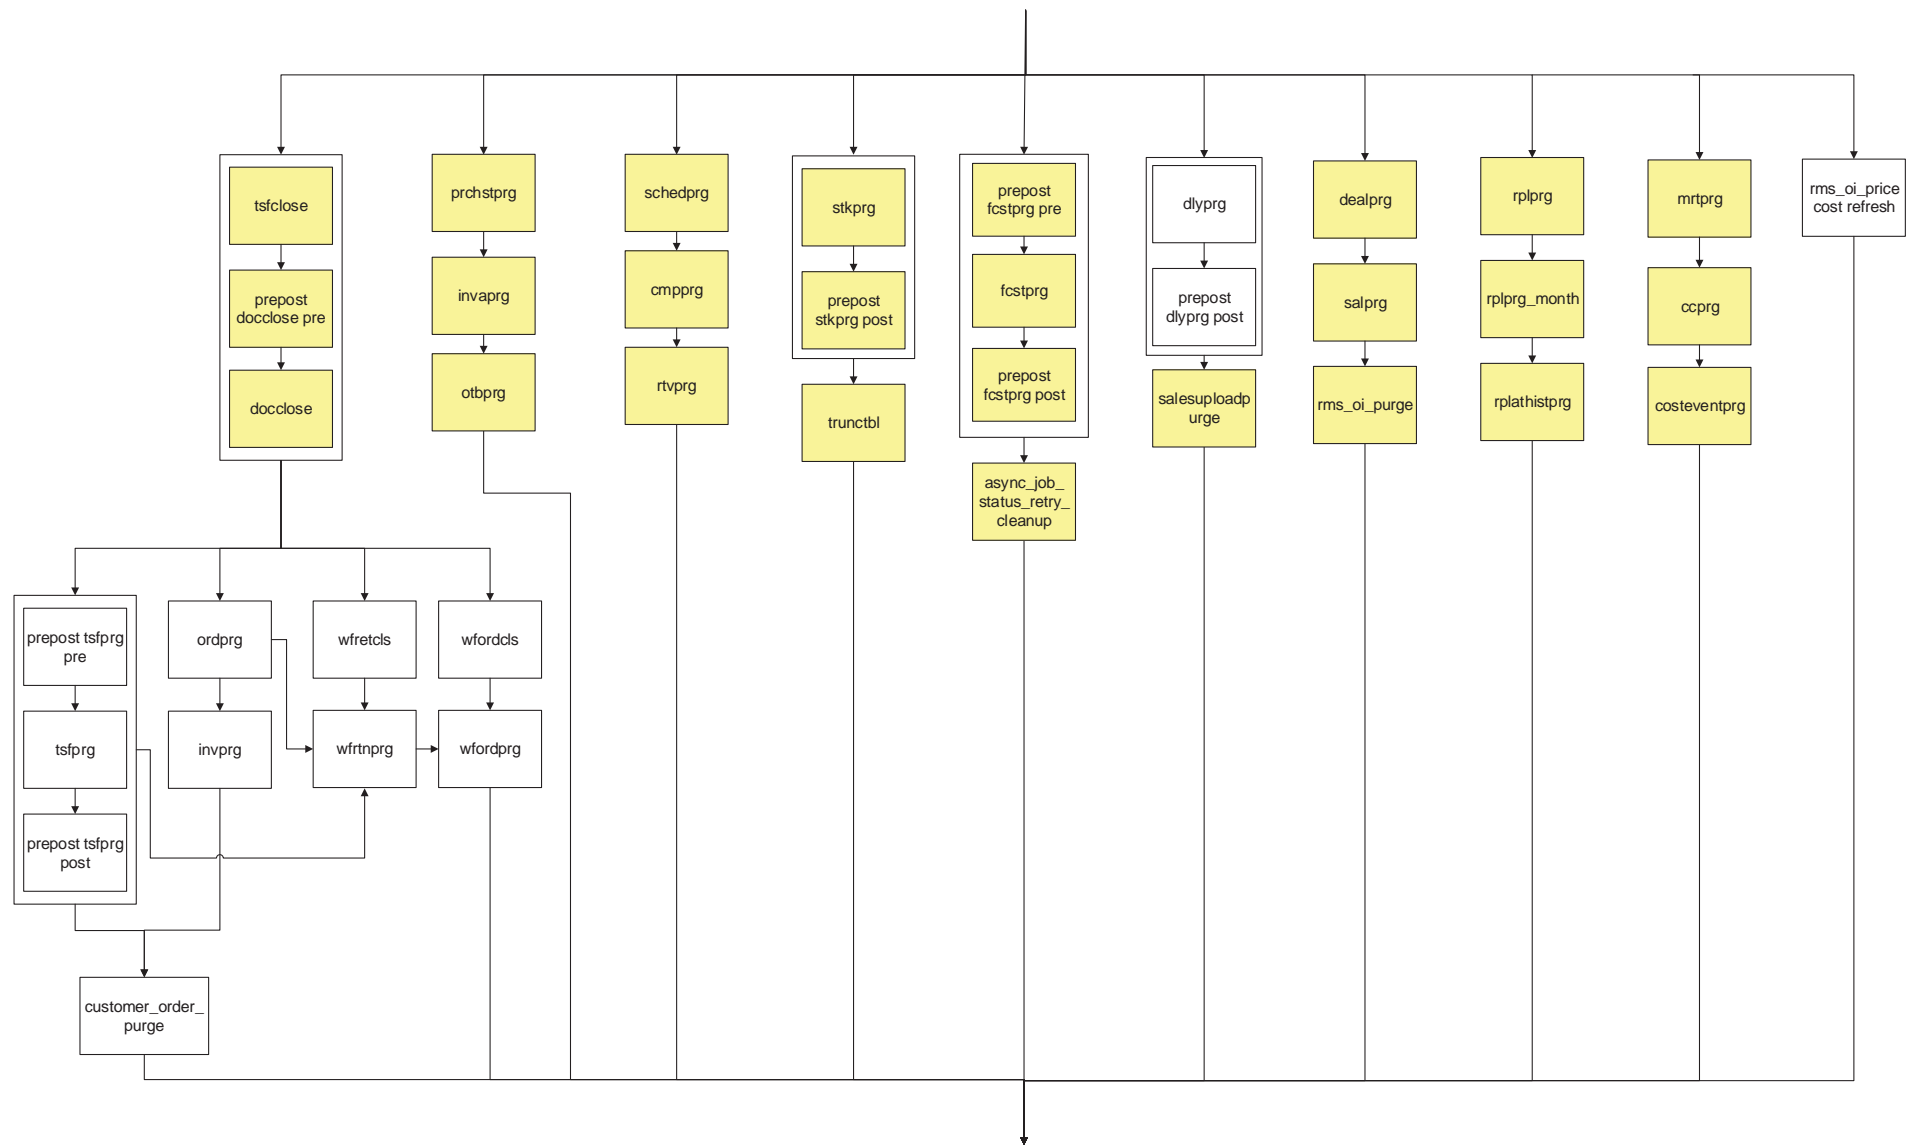 tsfclose
prepost
docclose pre
docclose
prchstprg
invaprg
otbprg
schedprg
cmpprg
rtvprg
stkprg
prepost
stkprg post
trunctbl
prepost
fcstprg pre
fcstprg
prepost
fcstprg post
async_job_
status_retry_
cleanup
dlyprg
prepost
dlyprg post
salesuploadp
urge
dealprg
salprg
rms_oi_purge
rplprg
rplprg_month
rplathistprg
mrtprg
ccprg
costeventprg
rms_oi_price
cost refresh
prepost tsfprg
pre
tsfprg
prepost tsfprg
post
ordprg
invprg
wfretcls
wfrtnprg
wfordcls
wfordprg
customer_order_
purge